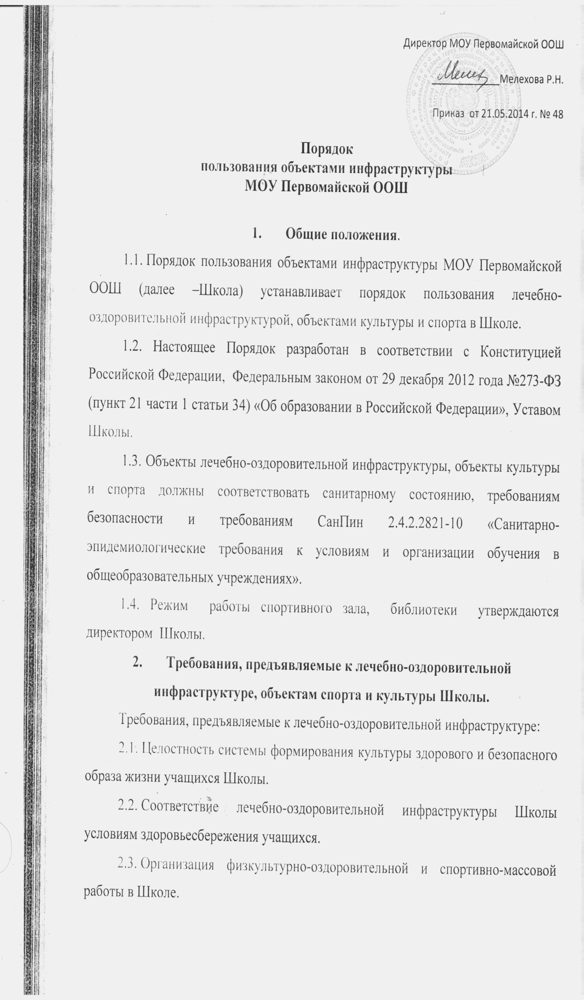 Директор МОУ Первомайской ООШ
Мелехова Р.Н.
Приказ от 21.05.2014 г. № 48
Порядок
пользования объектами инфраструктуры
МОУ Первомайской ООШ
1. Общие положения.
1.1. Порядок пользования объектами инфраструктуры МОУ Первомайской
ООШ (далее –Школа) устанавливает порядок пользования лечебно-
оздоровительной инфраструктурой, объектами культуры и спорта в Школе.
1.2. Настоящее Порядок разработан в соответствии с Конституцией
Российской Федерации, Федеральным законом от 29 декабря 2012 года №273-ФЗ
(пункт 21 части 1 статьи 34) «Об образовании в Российской Федерации», Уставом
Школы.
1.3. Объекты лечебно-оздоровительной инфраструктуры, объекты культуры
и спорта должны соответствовать санитарному состоянию, требованиям
безопасности и требованиям СанПин 2.4.2.2821-10 «Санитарно-
эпидемиологические требования к условиям и организации обучения в
общеобразовательных учреждениях».
1.4. Режим работы спортивного зала, библиотеки утверждаются
директором Школы.
2. Требования, предъявляемые к лечебно-оздоровительной
инфраструктуре, объектам спорта и культуры Школы.
Требования, предъявляемые к лечебно-оздоровительной инфраструктуре:
2.1. Целостность системы формирования культуры здорового и безопасного
образа жизни учащихся Школы.
2.2. Соответствие лечебно-оздоровительной инфраструктуры Школы
условиям здоровьесбережения учащихся.
2.3. Организация физкультурно-оздоровительной и спортивно-массовой
работы в Школе.